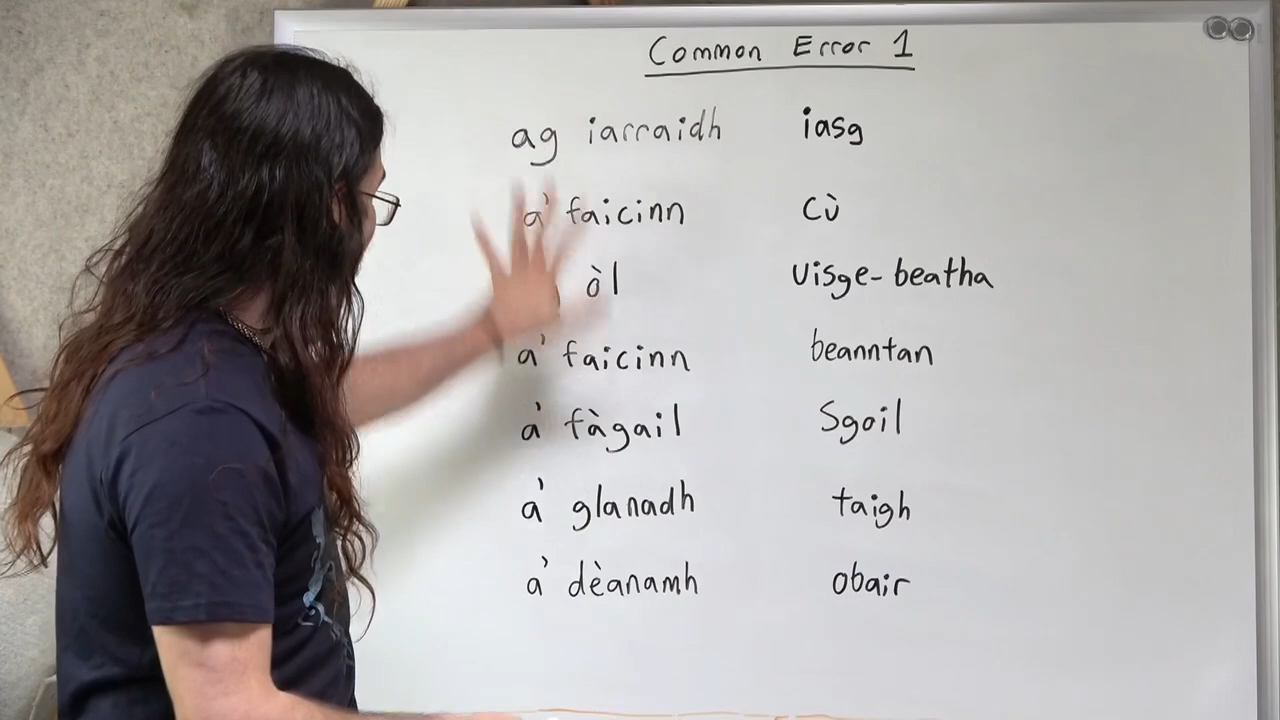 Common Error 1
ag iarraidh iasg
a' faicinn cù
òl uisge-beatha
a' faicinn beanntan
a' fàgail sgoil
a' glanadh taigh
a' dèanamh obair